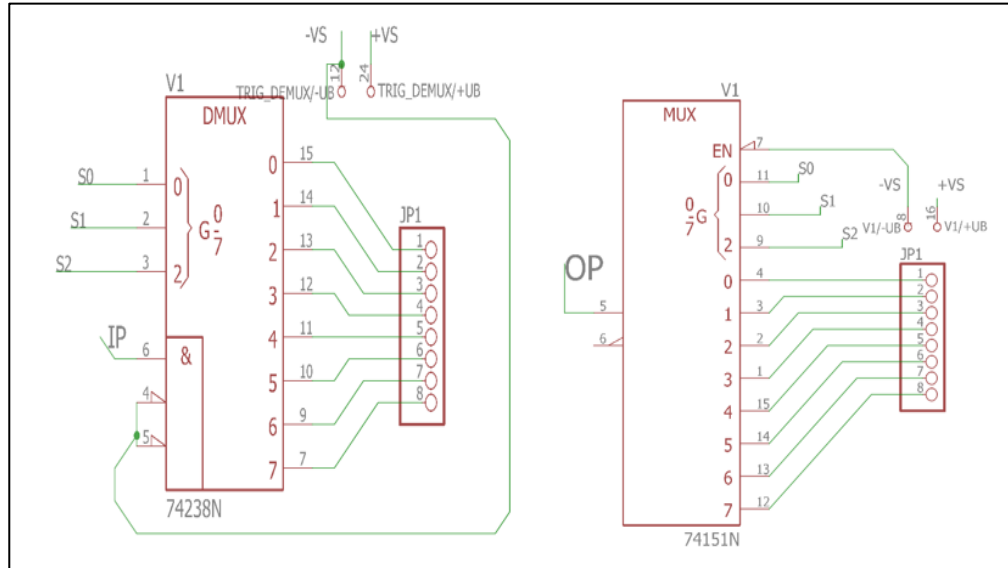 -VS +VS
12 24
TRIG_DEMUX/-UB TRIG_DEMUX/+UB
V1
DMUX
S0 1 0
S1 2 G 0 7
S2 3 2
IP 6 &
4
5
0 15
1 14
2 13
3 12
4 11
5 10
6 9
7 7
JP1
1
2
3
4
5
6
7
8
74238N
V1
MUX
EN 7
0 11 S0
0 7 G 10 S1
2 9 S2
OP 5
6
0 4
1 3
2 2
3 1
4 15
5 14
6 13
7 12
-VS +VS
8 16
V1/-UB V1/+UB
JP1
1
2
3
4
5
6
7
8
74151N